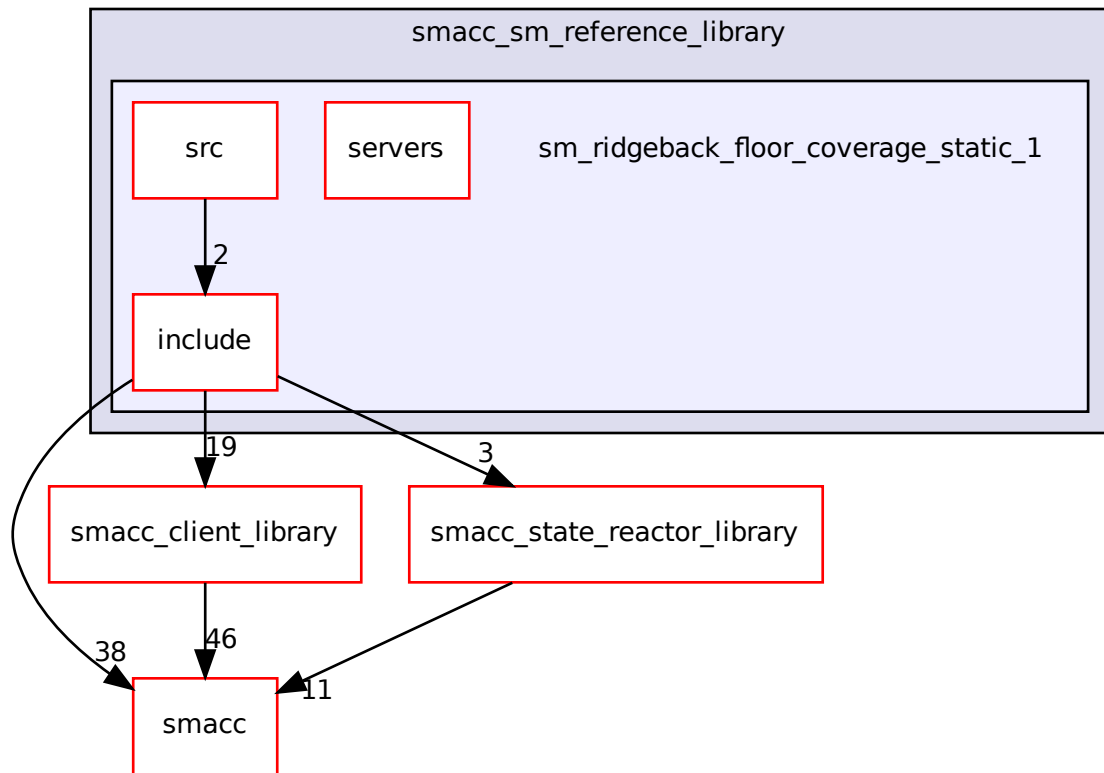 smacc_sm_reference_library
src
servers
sm_ridgeback_floor_coverage_static_1
2
include
19
3
smacc_client_library
smacc_state_reactor_library
38
46
11
smacc